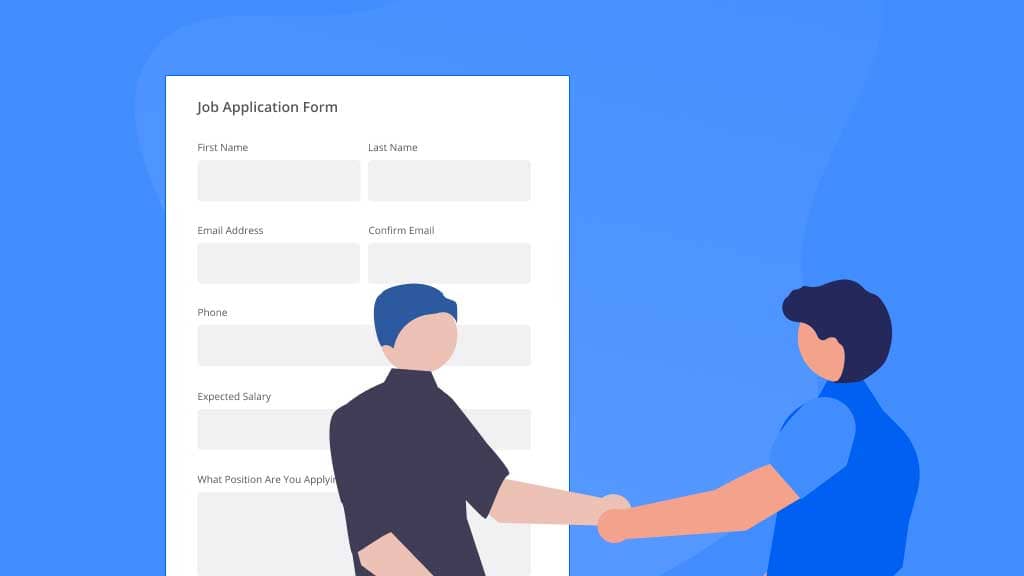 Job Application Form
First Name Last Name
Email Address Confirm Email
Phone
Expected Salary
What Position Are You